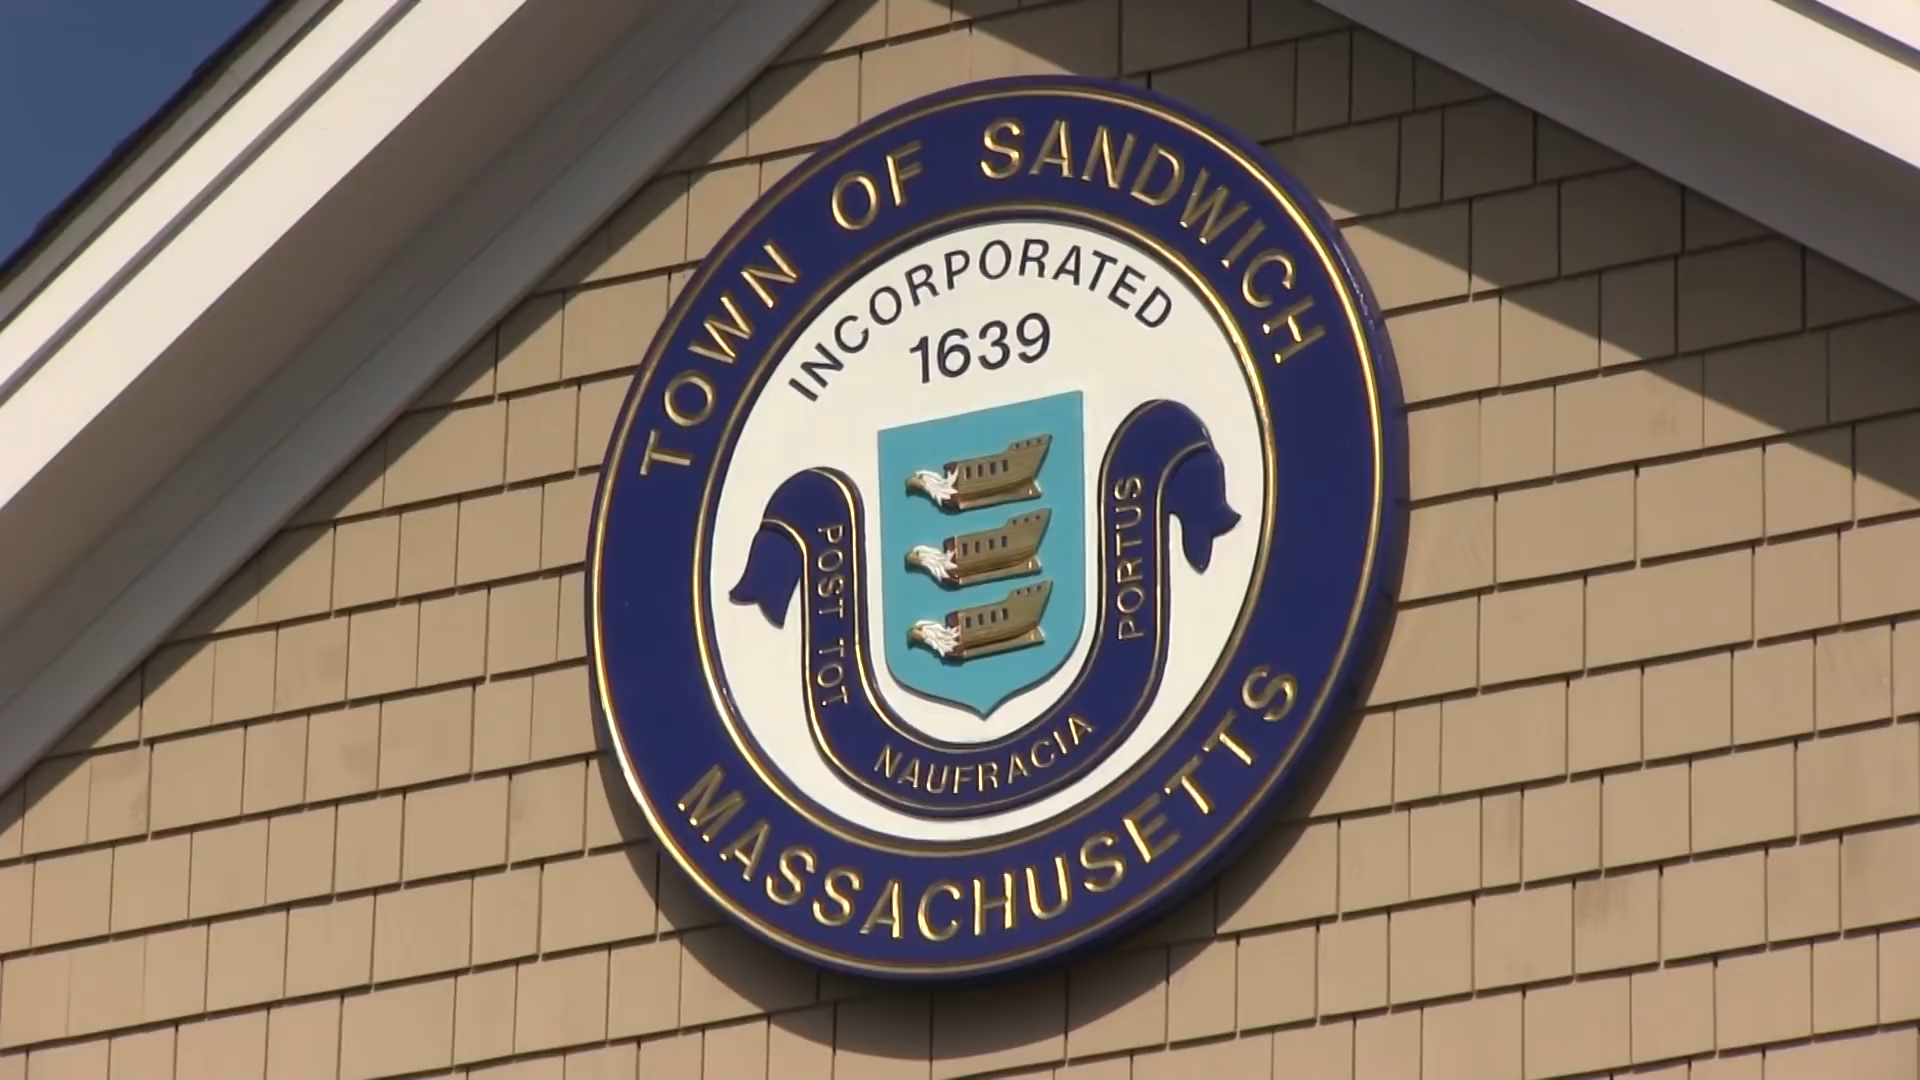 TOWN OF SANDWICH
INCORPORATED
1639
POST TOT
NAUFRACIA
PORTUS
MASSACHUSETTS